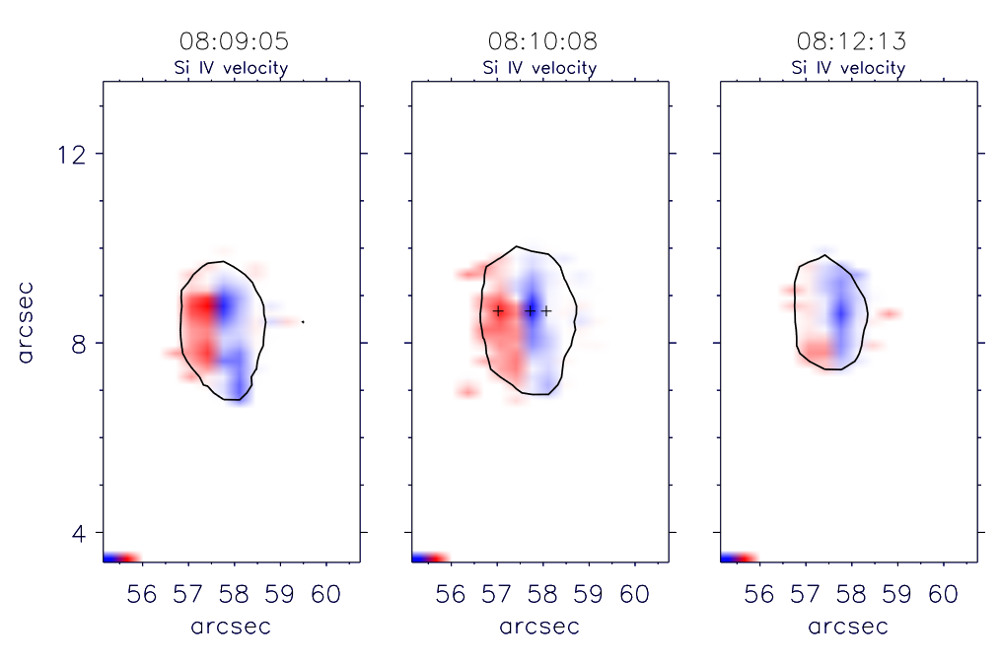 08:09:05 08:10:08 08:12:13
Si IV velocity Si IV velocity Si IV velocity
12
8
4
arcsec
56 57 58 59 60 56 57 58 59 60 56 57 58 59 60
arcsec arcsec arcsec